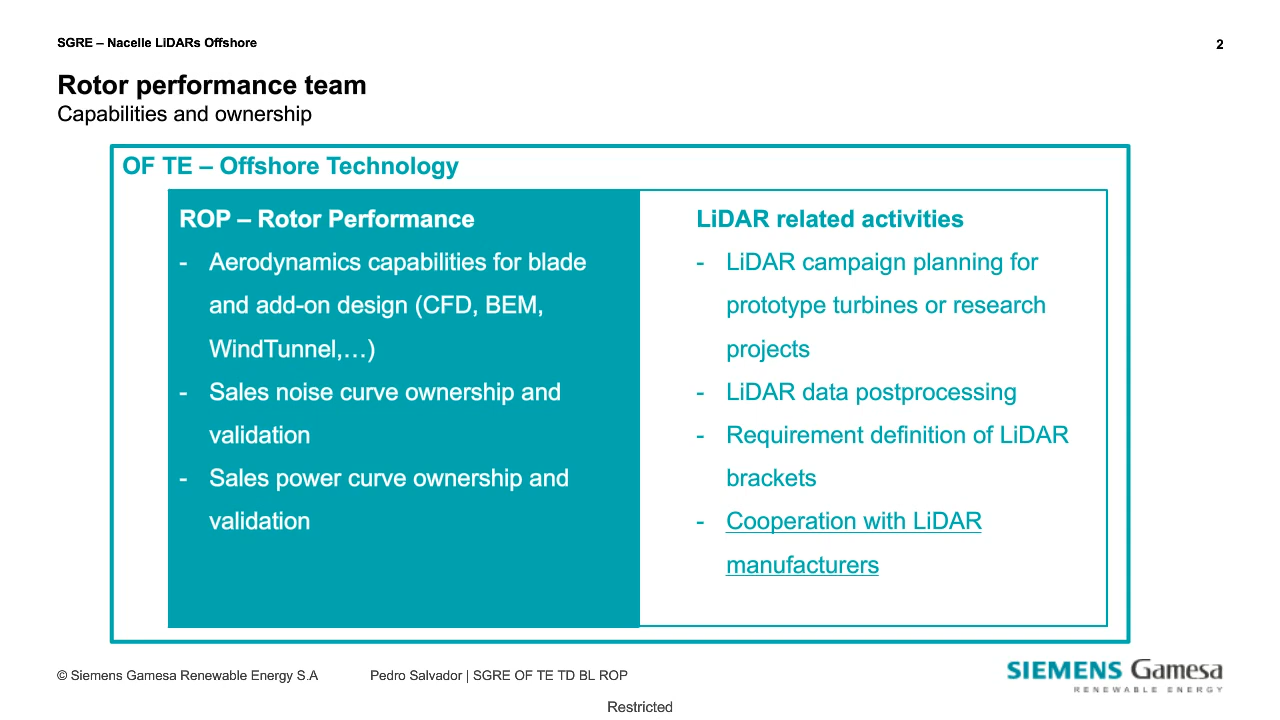 SGRE – Nacelle LiDARs Offshore
2
Rotor performance team
Capabilities and ownership
OF TE – Offshore Technology
ROP – Rotor Performance
- Aerodynamics capabilities for blade
and add-on design (CFD, BEM,
WindTunnel,…)
- Sales noise curve ownership and
validation
- Sales power curve ownership and
validation
LiDAR related activities
- LiDAR campaign planning for
prototype turbines or research
projects
- LiDAR data postprocessing
- Requirement definition of LiDAR
brackets
- Cooperation with LiDAR
manufacturers
© Siemens Gamesa Renewable Energy S.A
Pedro Salvador | SGRE OF TE TD BL ROP
SIEMENS Gamesa
RENEWABLE ENERGY
Restricted